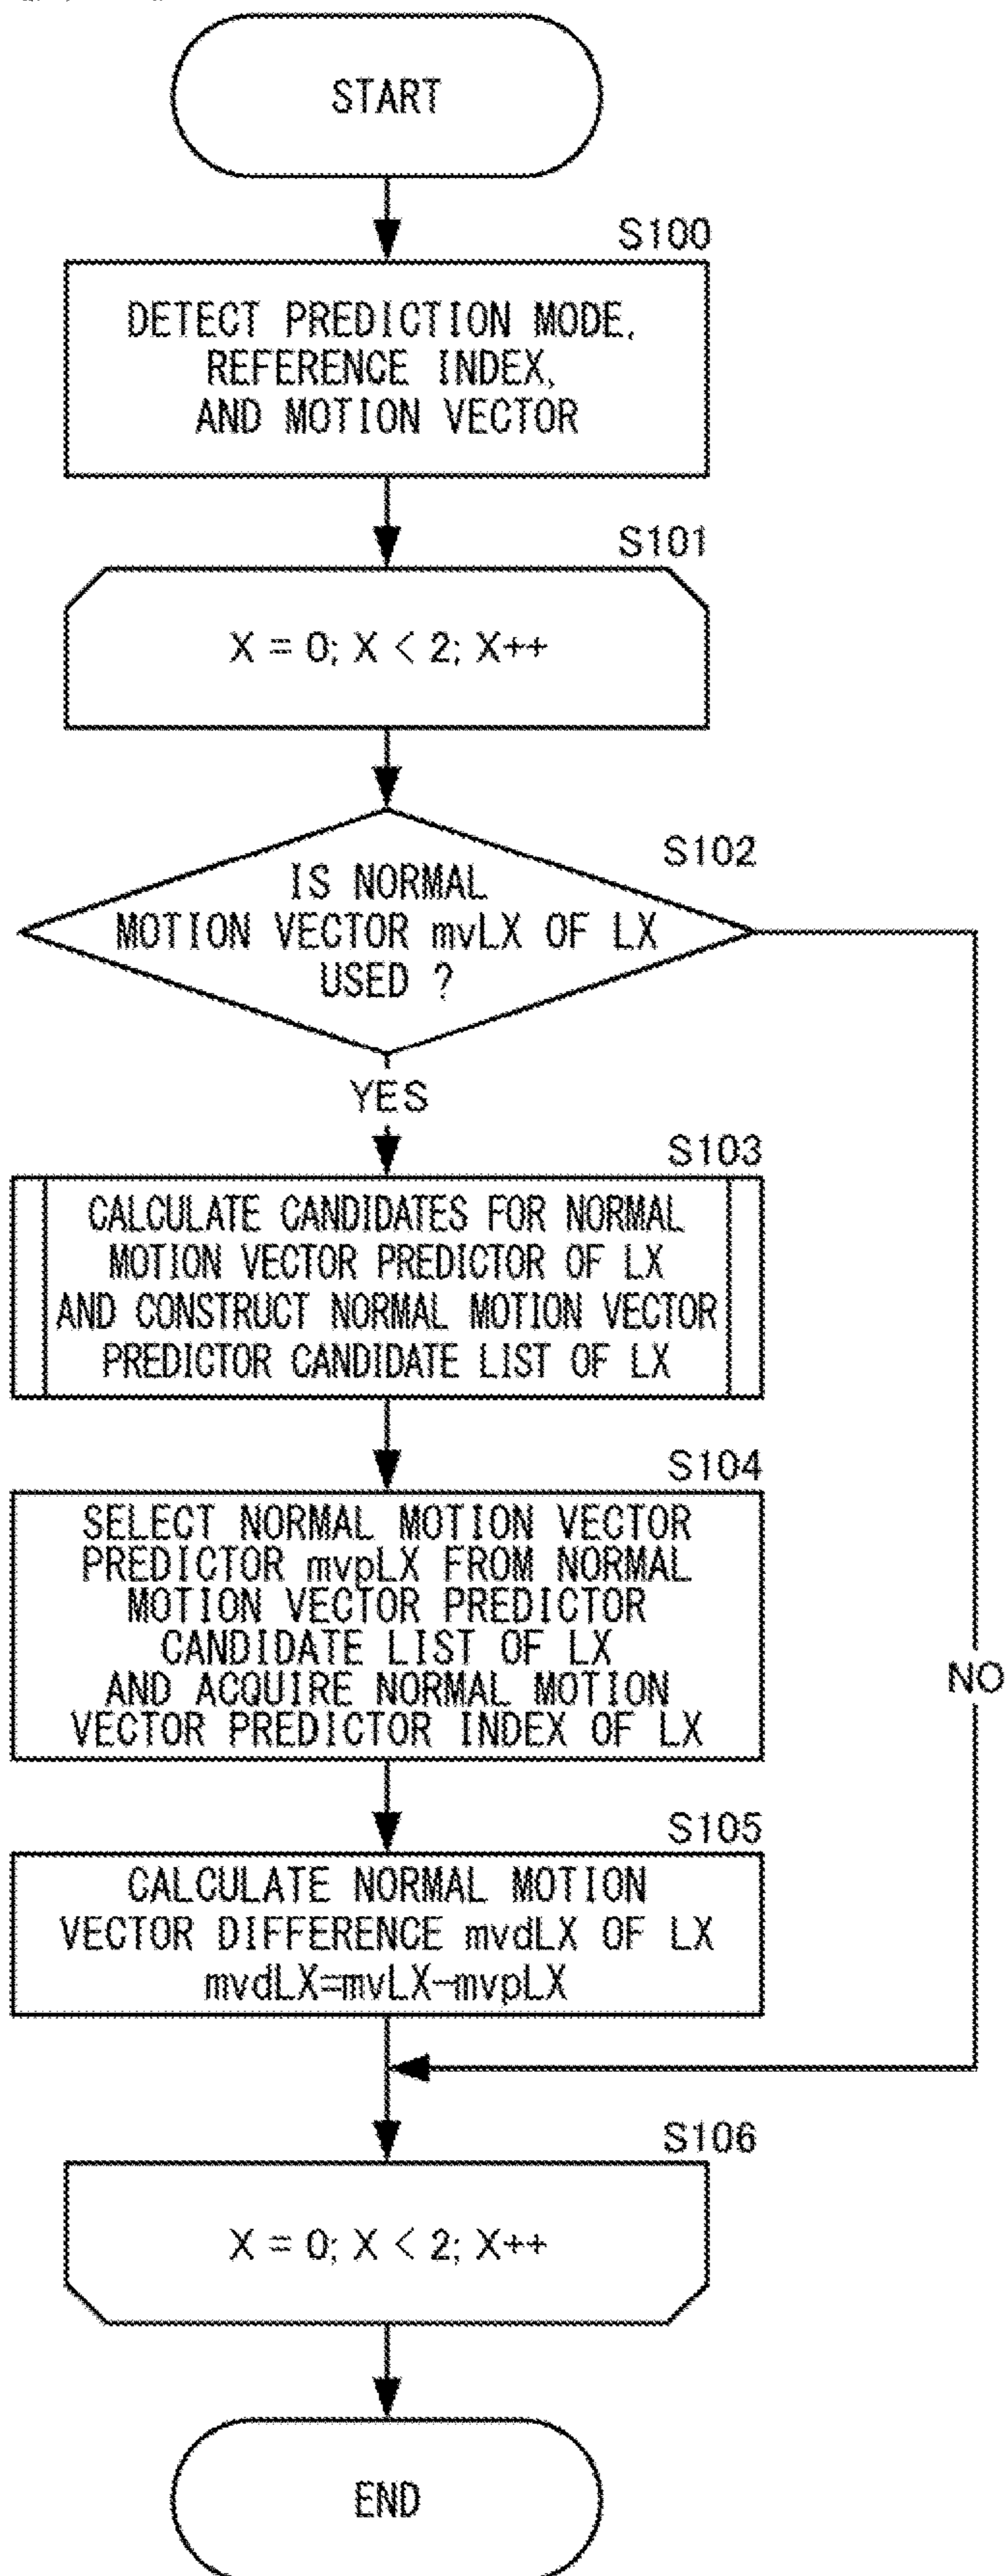 START
S100
DETECT PREDICTION MODE,
REFERENCE INDEX,
AND MOTION VECTOR
S101
X = 0; X < 2; X++
S102
IS NORMAL
MOTION VECTOR mvLX OF LX
USED ?
YES
S103
CALCULATE CANDIDATES FOR NORMAL
MOTION VECTOR PREDICTOR OF LX
AND CONSTRUCT NORMAL MOTION VECTOR
PREDICTOR CANDIDATE LIST OF LX
S104
SELECT NORMAL MOTION VECTOR
PREDICTOR mvpLX FROM NORMAL
MOTION VECTOR PREDICTOR
CANDIDATE LIST OF LX
AND ACQUIRE NORMAL MOTION
VECTOR PREDICTOR INDEX OF LX
NO
S105
CALCULATE NORMAL MOTION
VECTOR DIFFERENCE mvdLX OF LX
mvdLX=mvLX-mvpLX
S106
X = 0; X < 2; X++
END